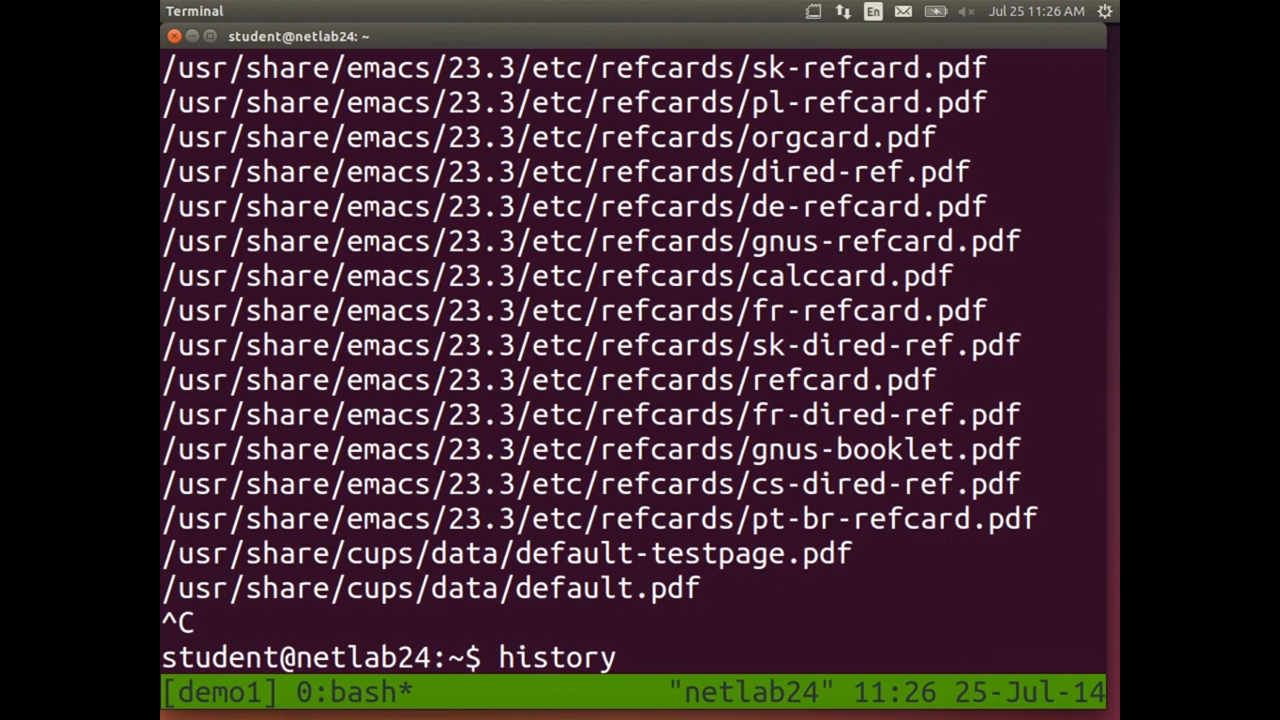 Terminal
En
Jul 25 11:26 AM
student@netlab24: ~
/usr/share/emacs/23.3/etc/refcards/sk-refcard.pdf
/usr/share/emacs/23.3/etc/refcards/pl-refcard.pdf
/usr/share/emacs/23.3/etc/refcards/orgcard.pdf
/usr/share/emacs/23.3/etc/refcards/dired-ref.pdf
/usr/share/emacs/23.3/etc/refcards/de-refcard.pdf
/usr/share/emacs/23.3/etc/refcards/gnus-refcard.pdf
/usr/share/emacs/23.3/etc/refcards/calccard.pdf
/usr/share/emacs/23.3/etc/refcards/fr-refcard.pdf
/usr/share/emacs/23.3/etc/refcards/sk-dired-ref.pdf
/usr/share/emacs/23.3/etc/refcards/refcard.pdf
/usr/share/emacs/23.3/etc/refcards/fr-dired-ref.pdf
/usr/share/emacs/23.3/etc/refcards/gnus-booklet.pdf
/usr/share/emacs/23.3/etc/refcards/cs-dired-ref.pdf
/usr/share/emacs/23.3/etc/refcards/pt-br-refcard.pdf
/usr/share/cups/data/default-testpage.pdf
/usr/share/cups/data/default.pdf
^C
student@netlab24:~$ history
[demo1] 0:bash* "netlab24" 11:26 25-Jul-14